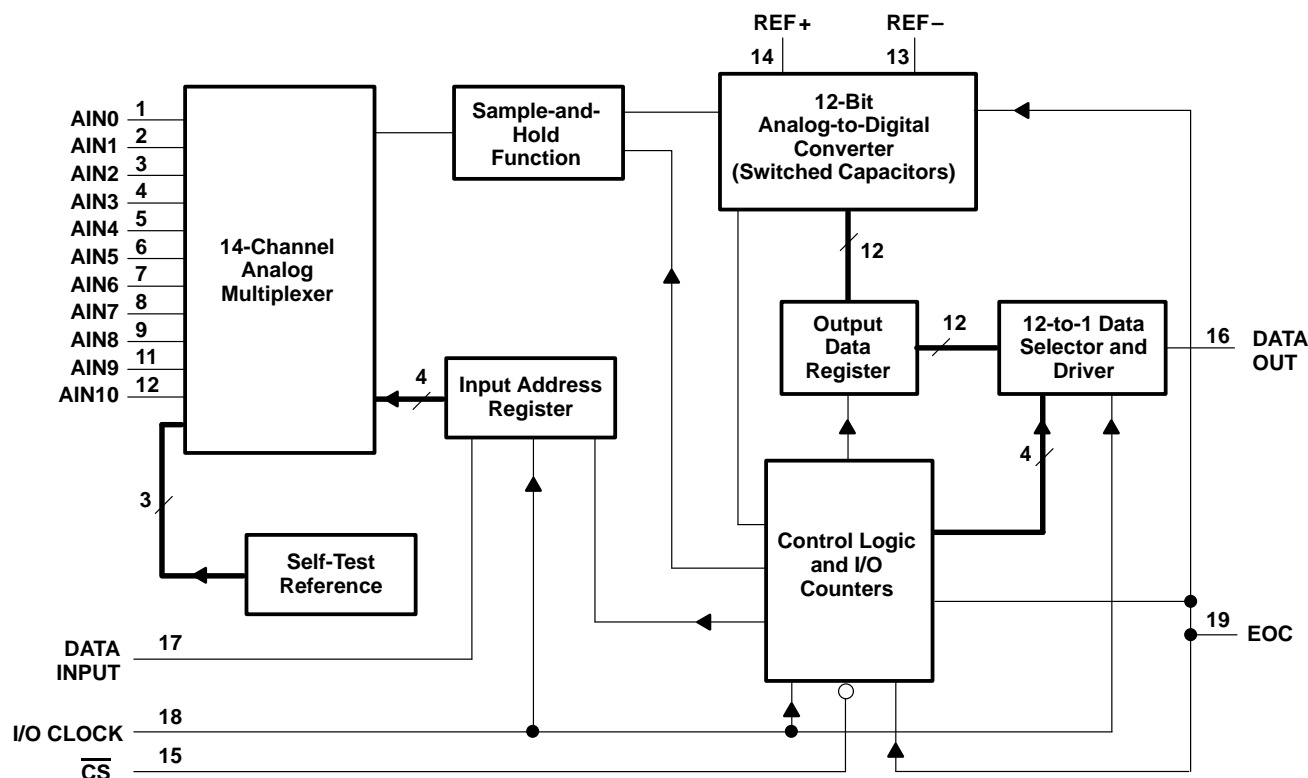 REF+
REF–
14
13
12-Bit
Analog-to-Digital
Converter
(Switched Capacitors)
Sample-and-
Hold
Function
14-Channel
Analog
Multiplexer
AIN0 1
AIN1 2
AIN2 3
AIN3 4
AIN4 5
AIN5 6
AIN6 7
AIN7 8
AIN8 9
AIN9 11
AIN10 12
12
Output
Data
Register
12
12-to-1 Data
Selector and
Driver
16
DATA
OUT
4
Input Address
Register
4
3
Self-Test
Reference
Control Logic
and I/O
Counters
19
EOC
DATA
INPUT
17
I/O CLOCK
18
C̅S̅
15